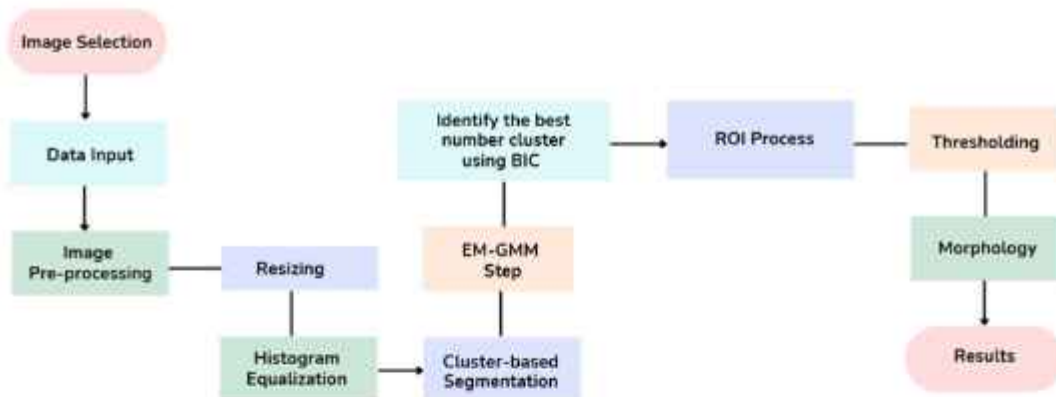 Image Selection
Data Input
Image
Pre-processing
Resizing
Histogram
Equalization
Cluster-based
Segmentation
EM-GMM
Step
Identify the best
number cluster
using BIC
ROI Process
Thresholding
Morphology
Results